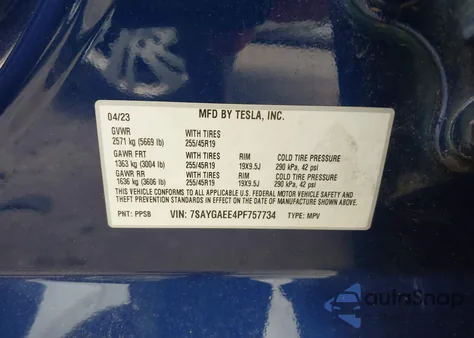 04/23 MFD BY TESLA, INC.
GVWR WITH TIRES
2571 kg (5669 lb) 255/45R19
GAWR FRT WITH TIRES RIM COLD TIRE PRESSURE
1363 kg (3004 lb) 255/45R19 19X9.5J 290 kPa, 42 psi
GAWR RR WITH TIRES RIM COLD TIRE PRESSURE
1636 kg (3606 lb) 255/45R19 19X9.5J 290 kPa, 42 psi
THIS VEHICLE CONFORMS TO ALL APPLICABLE U.S. FEDERAL MOTOR VEHICLE SAFETY AND
THEFT PREVENTION STANDARDS IN EFFECT ON THE DATE OF MANUFACTURE SHOWN ABOVE.
PNT: PPSB VIN: 7SAYGAEE4PF757734 TYPE: MPV
autoSnap